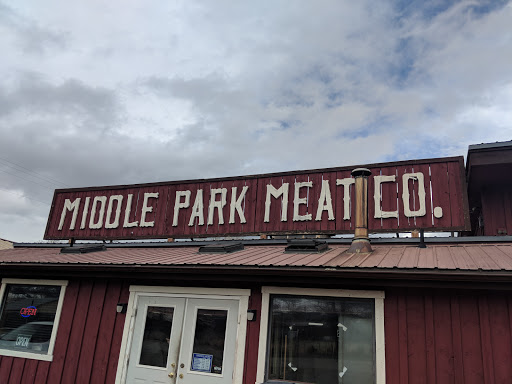 MIDDLE PARK MEAT CO.
OPEN